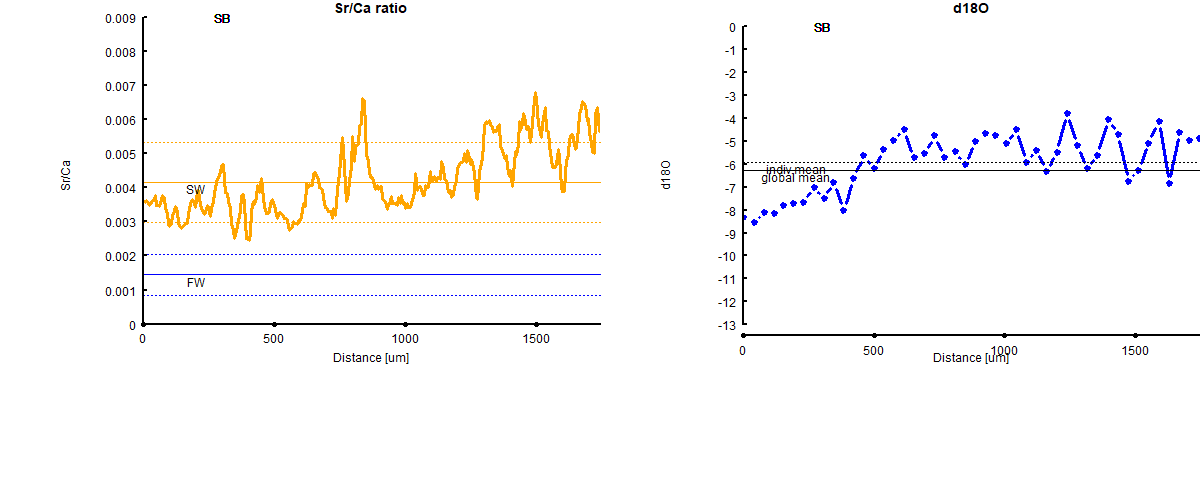 Sr/Ca ratio
SB
0.009
0.008
0.007
0.006
0.005
0.004
0.003
0.002
0.001
0
Sr/Ca
SW
FW
0
500
1000
1500
Distance [um]
d18O
SB
0
-1
-2
-3
-4
-5
-6
-7
-8
-9
-10
-11
-12
-13
d18O
indiv.mean
global mean
0
500
1000
1500
Distance [um]